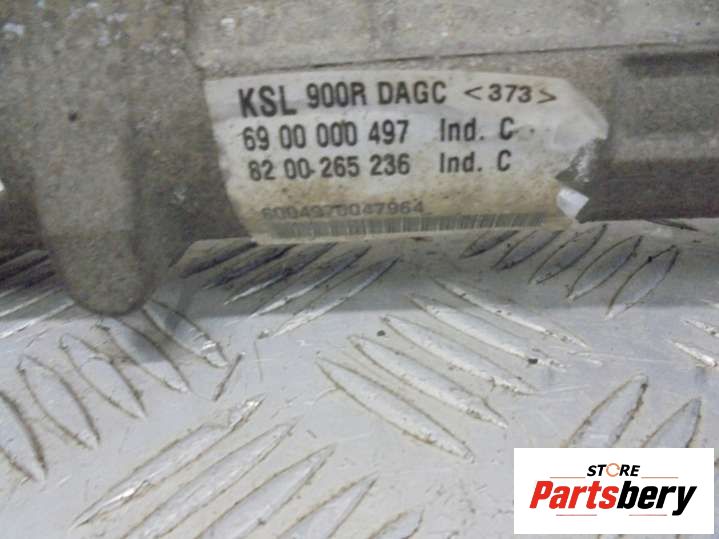 KSL 900R DAGC <373>
69 00 000 497 Ind. C
82 00 265 236 Ind. C
6004970047964
STORE
Partsbery